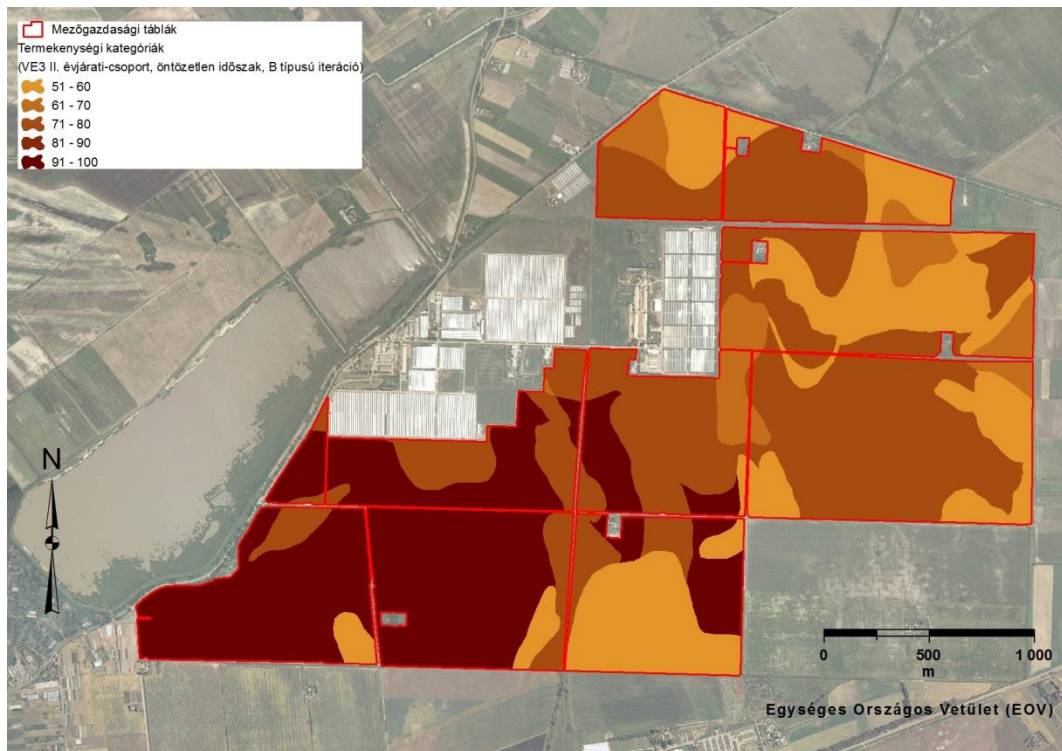 Mezőgazdasági táblák
Termekenységi kategóriák
(VE3 II. évjárati-csoport, öntözetlen időszak, B típusú iteráció)
51 - 60
61 - 70
71 - 80
81 - 90
91 - 100
N
0 500 1 000
m
Egységes Országos Vetület (EOV)